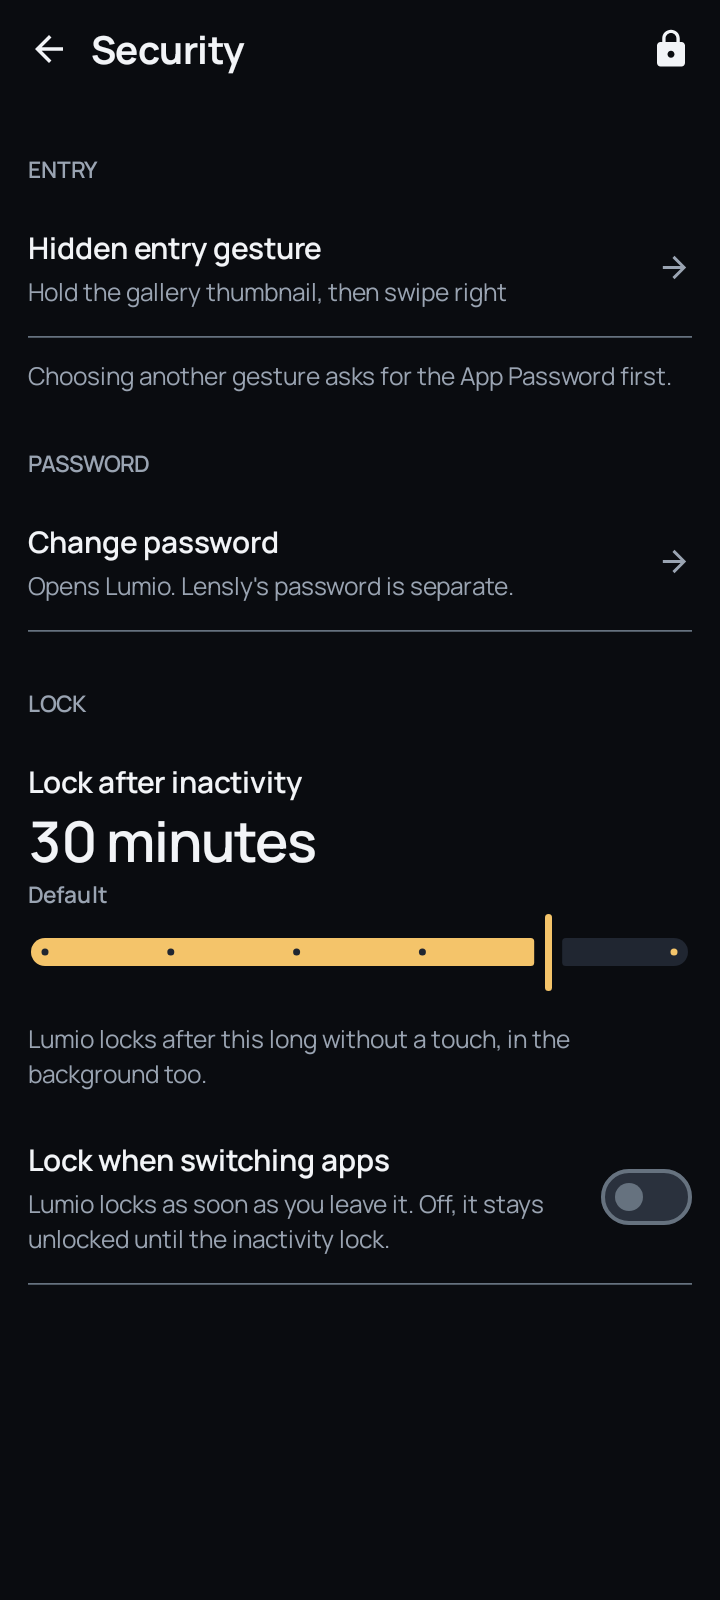 Security
ENTRY
Hidden entry gesture
Hold the gallery thumbnail, then swipe right
Choosing another gesture asks for the App Password first.
PASSWORD
Change password
Opens Lumio. Lensly's password is separate.
LOCK
Lock after inactivity
30 minutes
Default
Lumio locks after this long without a touch, in the
background too.
Lock when switching apps
Lumio locks as soon as you leave it. Off, it stays
unlocked until the inactivity lock.